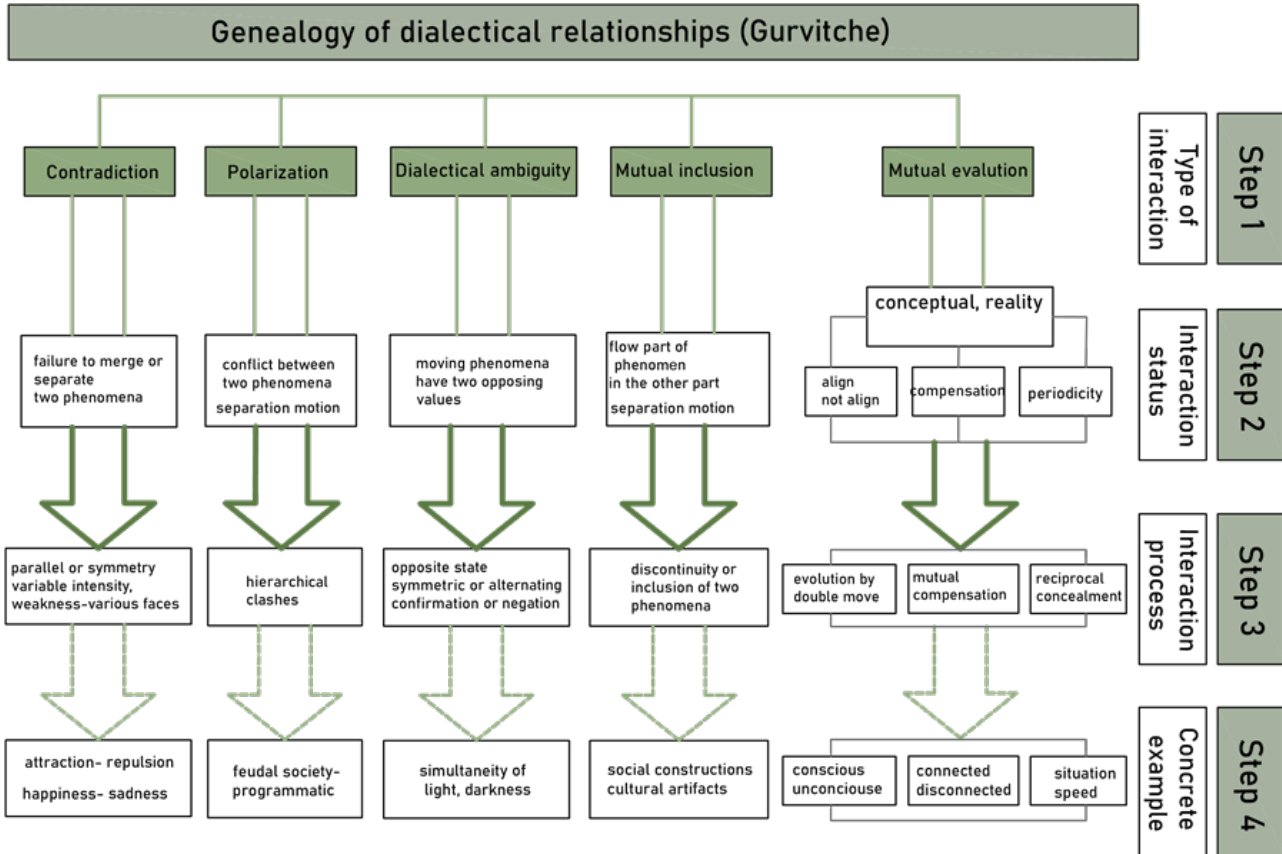 Genealogy of dialectical relationships (Gurvitche)
Contradiction
Polarization
Dialectical ambiguity
Mutual inclusion
Mutual evalution
Type of
interaction
Step 1
failure to merge or
separate
two phenomena
conflict between
two phenomena
separation motion
moving phenomena
have two opposing
values
flow part of
phenomen
in the other part
separation motion
conceptual, reality
align
not align
compensation
periodicity
Interaction
status
Step 2
parallel or symmetry
variable intensity,
weakness-various faces
hierarchical
clashes
opposite state
symmetric or alternating
confirmation or negation
discontinuity or
inclusion of two
phenomena
evolution by
double move
mutual
compensation
reciprocal
concealment
Interaction
process
Step 3
attraction- repulsion
happiness- sadness
feudal society-
programmatic
simultaneity of
light, darkness
social constructions
cultural artifacts
conscious
unconciouse
connected
disconnected
situation
speed
Concrete
example
Step 4